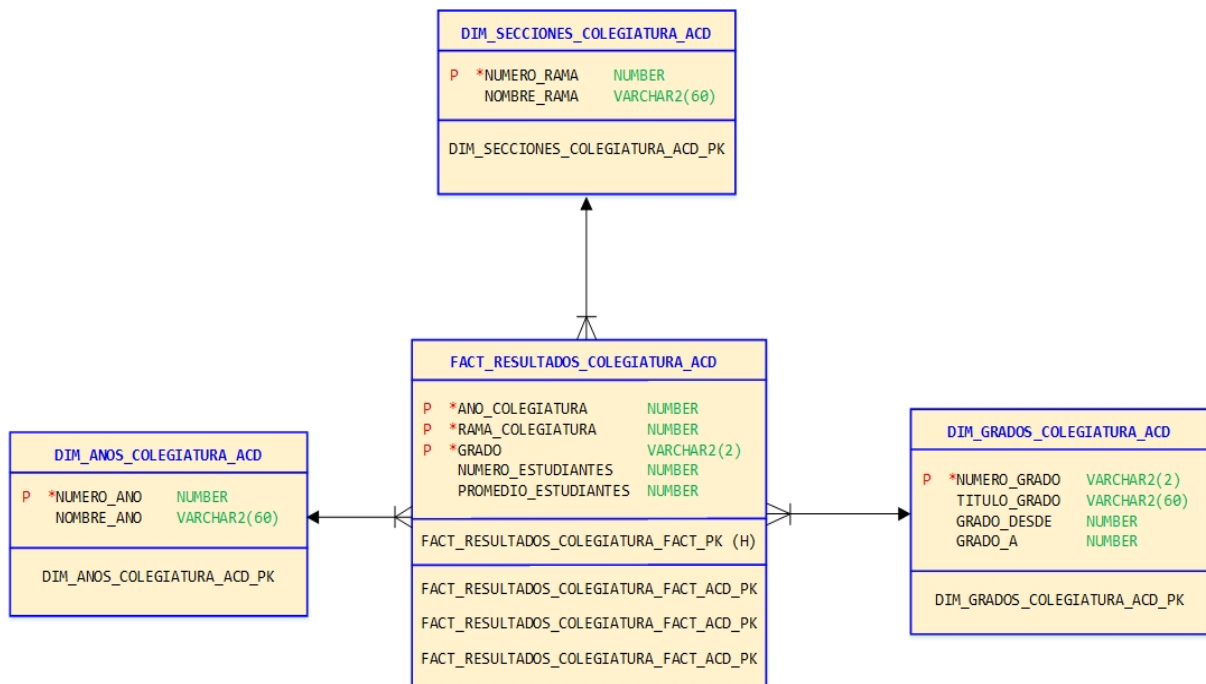 DIM_SECCIONES_COLEGIATURA_ACD
P *NUMERO_RAMA NUMBER
NOMBRE_RAMA VARCHAR2(60)
DIM_SECCIONES_COLEGIATURA_ACD_PK
FACT_RESULTADOS_COLEGIATURA_ACD
P *ANO_COLEGIATURA NUMBER
P *RAMA_COLEGIATURA NUMBER
P *GRADO VARCHAR2(2)
NUMERO_ESTUDIANTES NUMBER
PROMEDIO_ESTUDIANTES NUMBER
FACT_RESULTADOS_COLEGIATURA_FACT_PK (H)
FACT_RESULTADOS_COLEGIATURA_FACT_ACD_PK
FACT_RESULTADOS_COLEGIATURA_FACT_ACD_PK
FACT_RESULTADOS_COLEGIATURA_FACT_ACD_PK
DIM_ANOS_COLEGIATURA_ACD
P *NUMERO_ANO NUMBER
NOMBRE_ANO VARCHAR2(60)
DIM_ANOS_COLEGIATURA_ACD_PK
DIM_GRADOS_COLEGIATURA_ACD
P *NUMERO_GRADO VARCHAR2(2)
TITULO_GRADO VARCHAR2(60)
GRADO_DESDE NUMBER
GRADO_A NUMBER
DIM_GRADOS_COLEGIATURA_ACD_PK